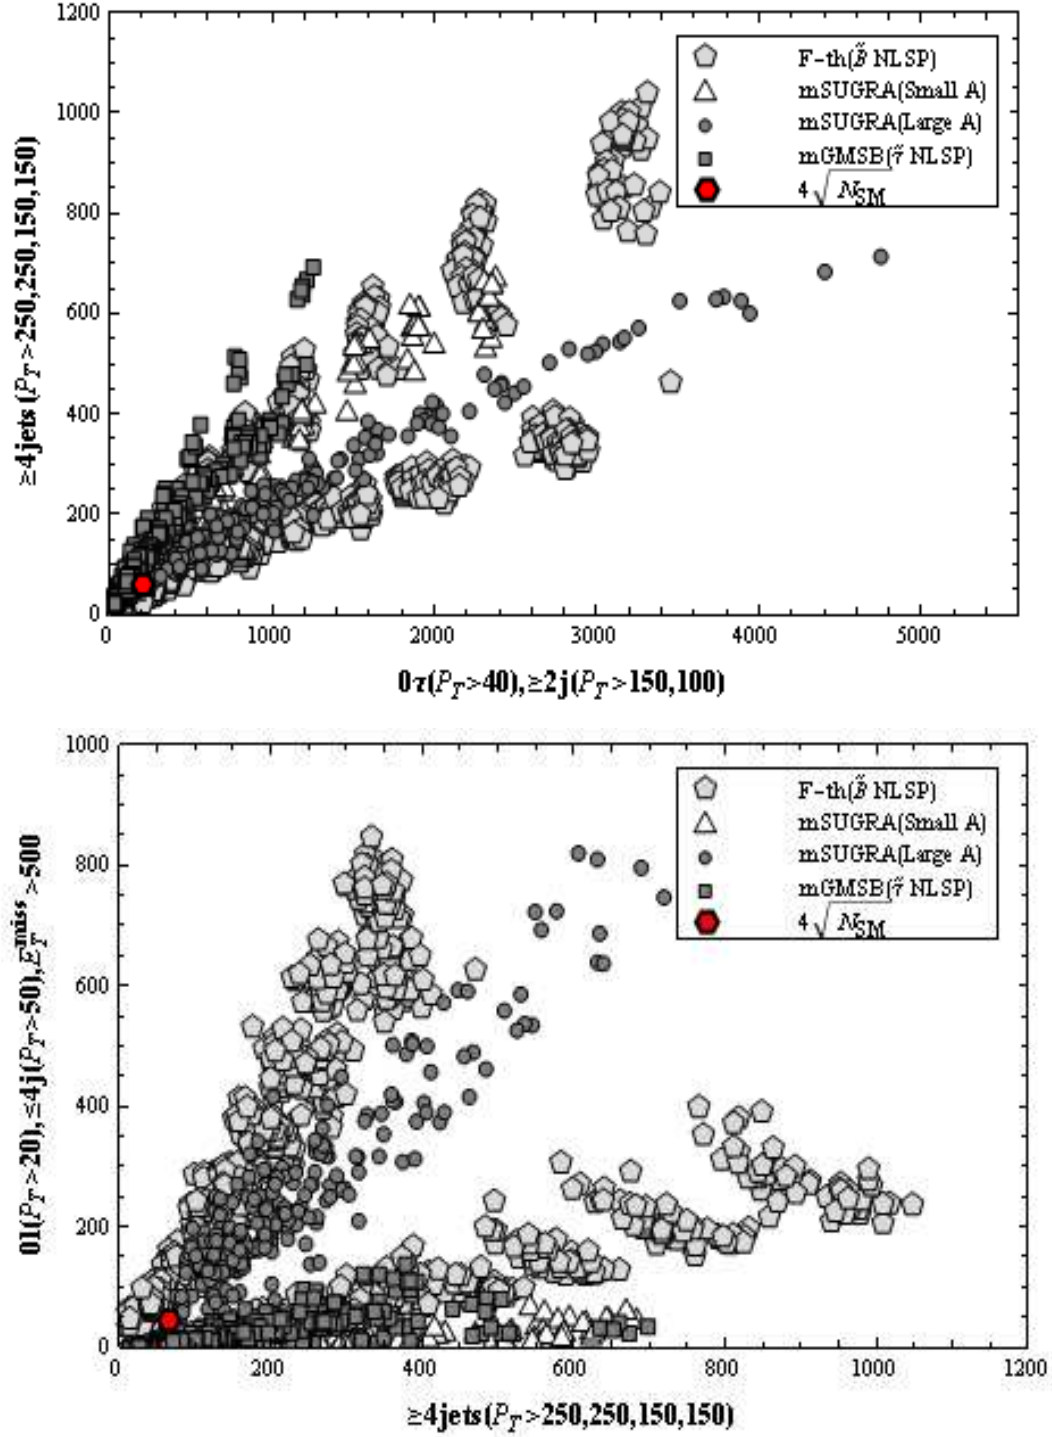 1200
1000
800
600
400
200
0
≥4jets (P_T>250,250,150,150)
F-th(B̃ NLSP)
mSUGRA(Small A)
mSUGRA(Large A)
mGMSB(τ̃ NLSP)
4√N_SM
0 1000 2000 3000 4000 5000
0τ(P_T>40),≥2j(P_T>150,100)
1000
800
600
400
200
0
0l(P_T>20),≤4j(P_T>50),E_T^miss>500
F-th(B̃ NLSP)
mSUGRA(Small A)
mSUGRA(Large A)
mGMSB(τ̃ NLSP)
4√N_SM
0 200 400 600 800 1000 1200
≥4jets(P_T>250,250,150,150)